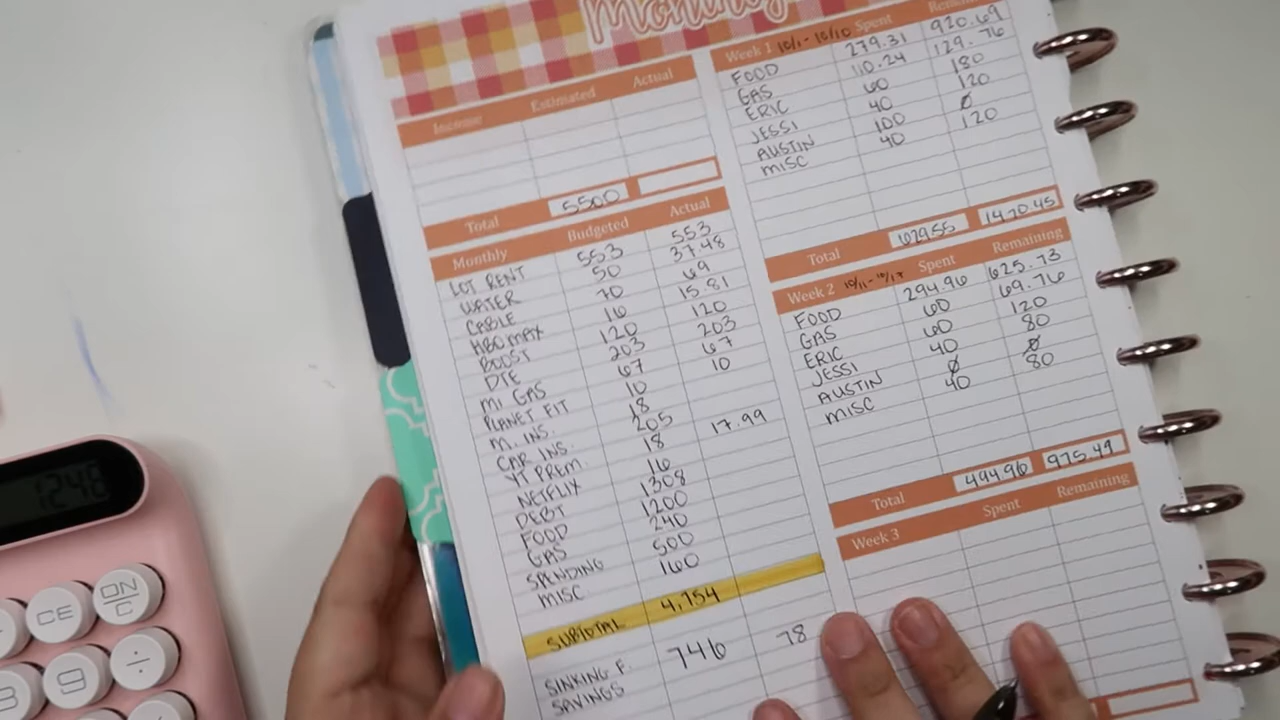 Monthly
Income Estimated Actual
Total 5500
Monthly Budgeted Actual
LOT RENT 553 553
WATER 50 37.48
CABLE 70 69
HBOMAX 16 15.81
BOOST 120 120
DTE 203 203
MI GAS 67 67
PLANET FIT 10 10
M. INS. 18
CAR INS. 205
YT PREM. 18 17.99
NETFLIX 16
DEBT 1308
FOOD 1200
GAS 240
SPENDING 500
MISC 160
SUBTOTAL 4,754
SINKING F. 746 78
SAVINGS
Week 1 10/1 - 10/10 Spent
FOOD 279.31 920.69
GAS 110.24 129.76
ERIC 60 180
JESSI 40 120
AUSTIN 100 0
MISC 40 120
Total 629.55 1470.45
Week 2 10/11 - 10/17 Spent Remaining
FOOD 294.96 625.73
GAS 60 69.76
ERIC 60 120
JESSI 40 80
AUSTIN 0 0
MISC 40 80
Total 494.96 975.49
Week 3 Spent Remaining
1248
CE ON/C
9 ÷